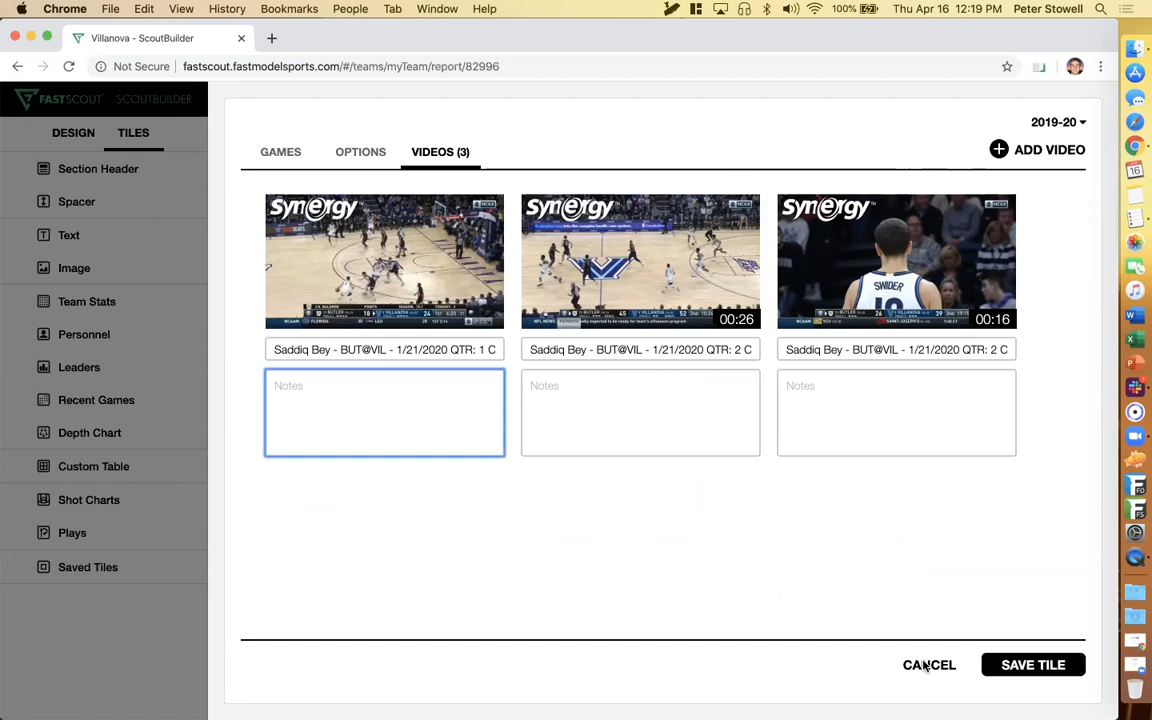 Chrome File Edit View History Bookmarks People Tab Window Help 100% Thu Apr 16 12:19 PM Peter Stowell
Villanova - ScoutBuilder
Not Secure fastscout.fastmodelsports.com/#/teams/myTeam/report/82996
FASTSCOUT SCOUTBUILDER
DESIGN TILES
Section Header
Spacer
Text
Image
Team Stats
Personnel
Leaders
Recent Games
Depth Chart
Custom Table
Shot Charts
Plays
Saved Tiles
2019-20
GAMES OPTIONS VIDEOS (3) ADD VIDEO
Synergy Synergy Synergy
SWIDER
00:26 00:16
Saddiq Bey - BUT@VIL - 1/21/2020 QTR: 1 C
Saddiq Bey - BUT@VIL - 1/21/2020 QTR: 2 C
Saddiq Bey - BUT@VIL - 1/21/2020 QTR: 2 C
Notes Notes Notes
CANCEL SAVE TILE